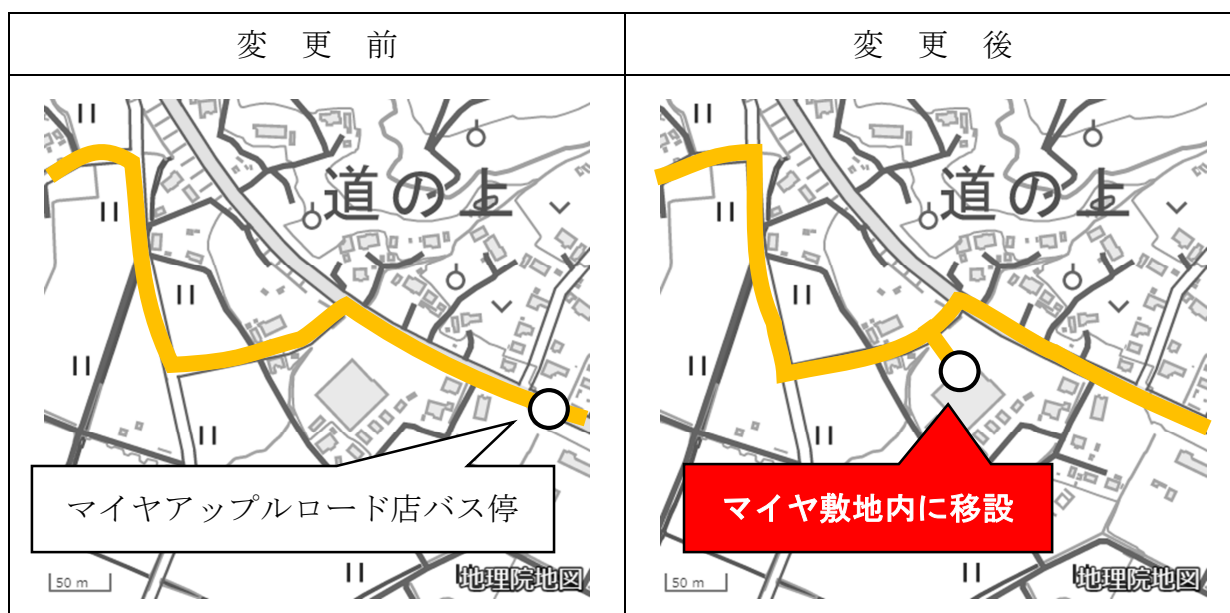 変更前
変更後
道の上
道の上
マイヤアップルロード店バス停
マイヤ敷地内に移設
50 m
地理院地図
50 m
地理院地図